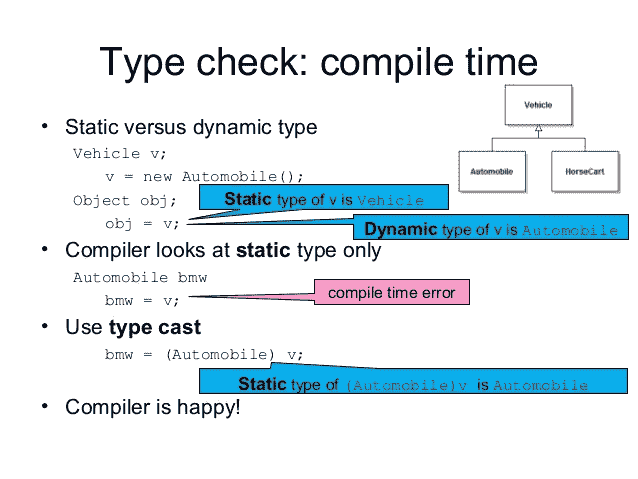 Type check: compile time
Vehicle
Automobile
HorseCart
• Static versus dynamic type
Vehicle v;
v = new Automobile();
Object obj;
Static type of v is Vehicle
obj = v;
Dynamic type of v is Automobile
• Compiler looks at static type only
Automobile bmw
bmw = v;
compile time error
• Use type cast
bmw = (Automobile) v;
Static type of (Automobile)v is Automobile
• Compiler is happy!